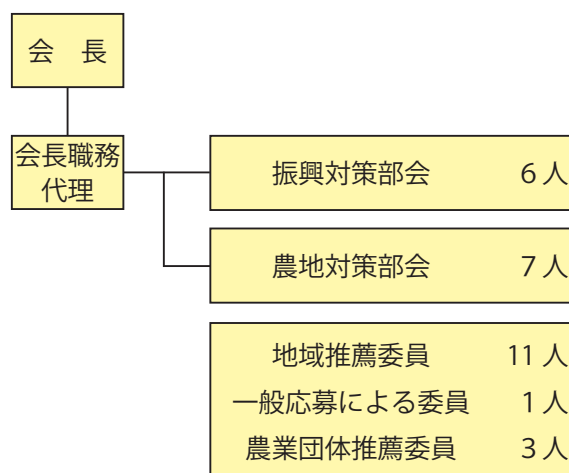 会　長
会長職務
代理
振興対策部会　　　6人
農地対策部会　　　7人
地域推薦委員　　　11人
一般応募による委員　　1人
農業団体推薦委員　　3人